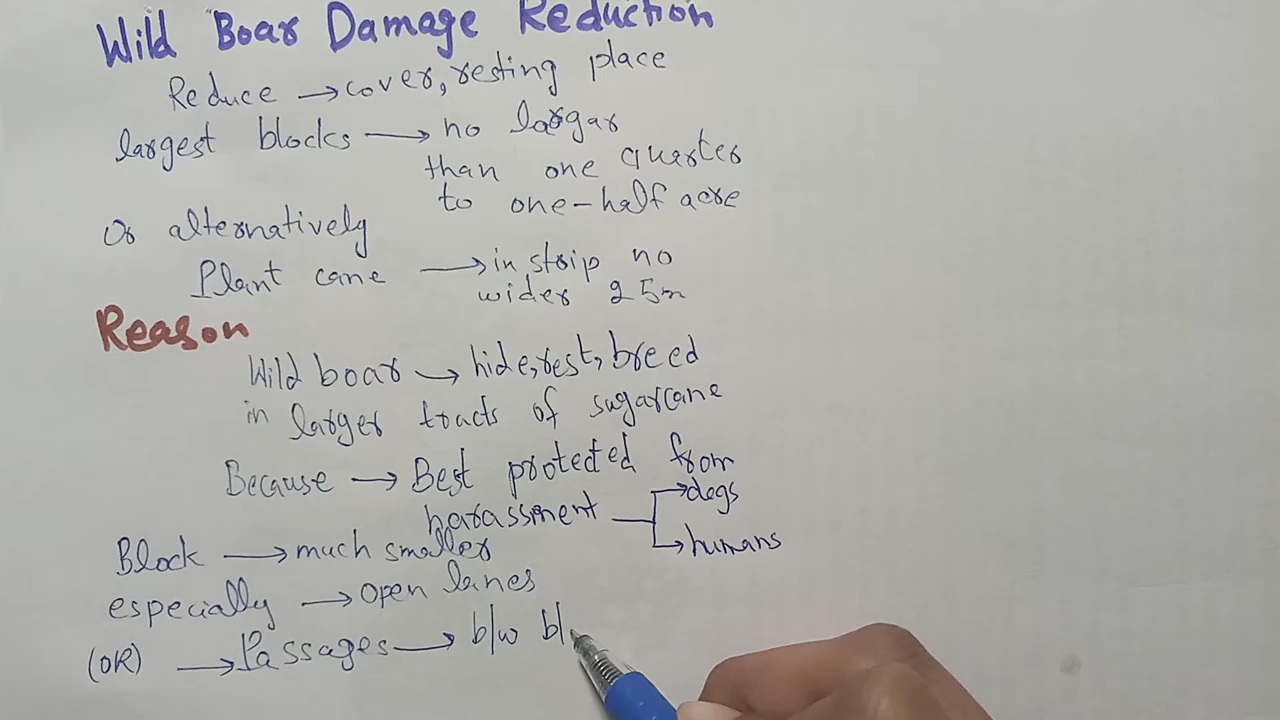 Wild Boar Damage Reduction
Reduce → cover, resting place
largest blocks → no largar
than one quarter
to one-half acre
Or alternatively
Plant cane → in strip no
wider 25m
Reason
Wild boar → hide, rest, breed
in larger tracts of sugarcane
Because → Best protected from
harassment → dogs
→ humans
Block → much smaller
especially → open lanes
(OR) → Passages → b/w bl